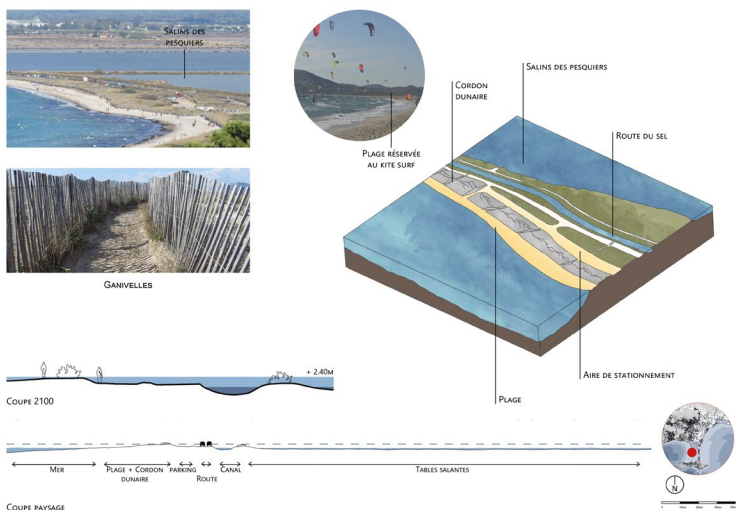 Salins des
pesquiers
Plage réservée
au kite surf
Cordon
dunaire
Salins des pesquiers
Route du sel
Ganivelles
Aire de stationnement
Plage
+ 2.40m
Coupe 2100
Mer
Plage + Cordon
dunaire
parking
Route
Canal
Tables salantes
N
Coupe paysage